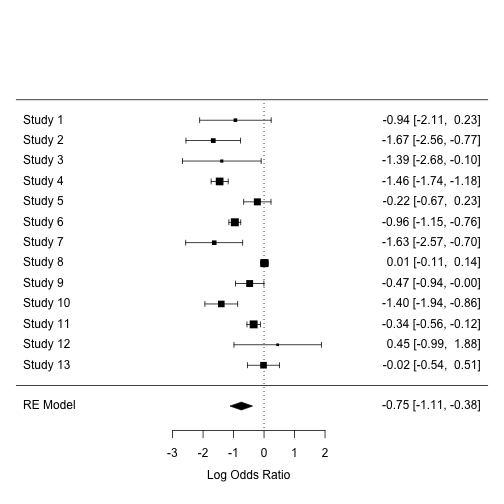 Study 1 -0.94 [-2.11, 0.23]
Study 2 -1.67 [-2.56, -0.77]
Study 3 -1.39 [-2.68, -0.10]
Study 4 -1.46 [-1.74, -1.18]
Study 5 -0.22 [-0.67, 0.23]
Study 6 -0.96 [-1.15, -0.76]
Study 7 -1.63 [-2.57, -0.70]
Study 8 0.01 [-0.11, 0.14]
Study 9 -0.47 [-0.94, -0.00]
Study 10 -1.40 [-1.94, -0.86]
Study 11 -0.34 [-0.56, -0.12]
Study 12 0.45 [-0.99, 1.88]
Study 13 -0.02 [-0.54, 0.51]
RE Model -0.75 [-1.11, -0.38]
-3 -2 -1 0 1 2
Log Odds Ratio